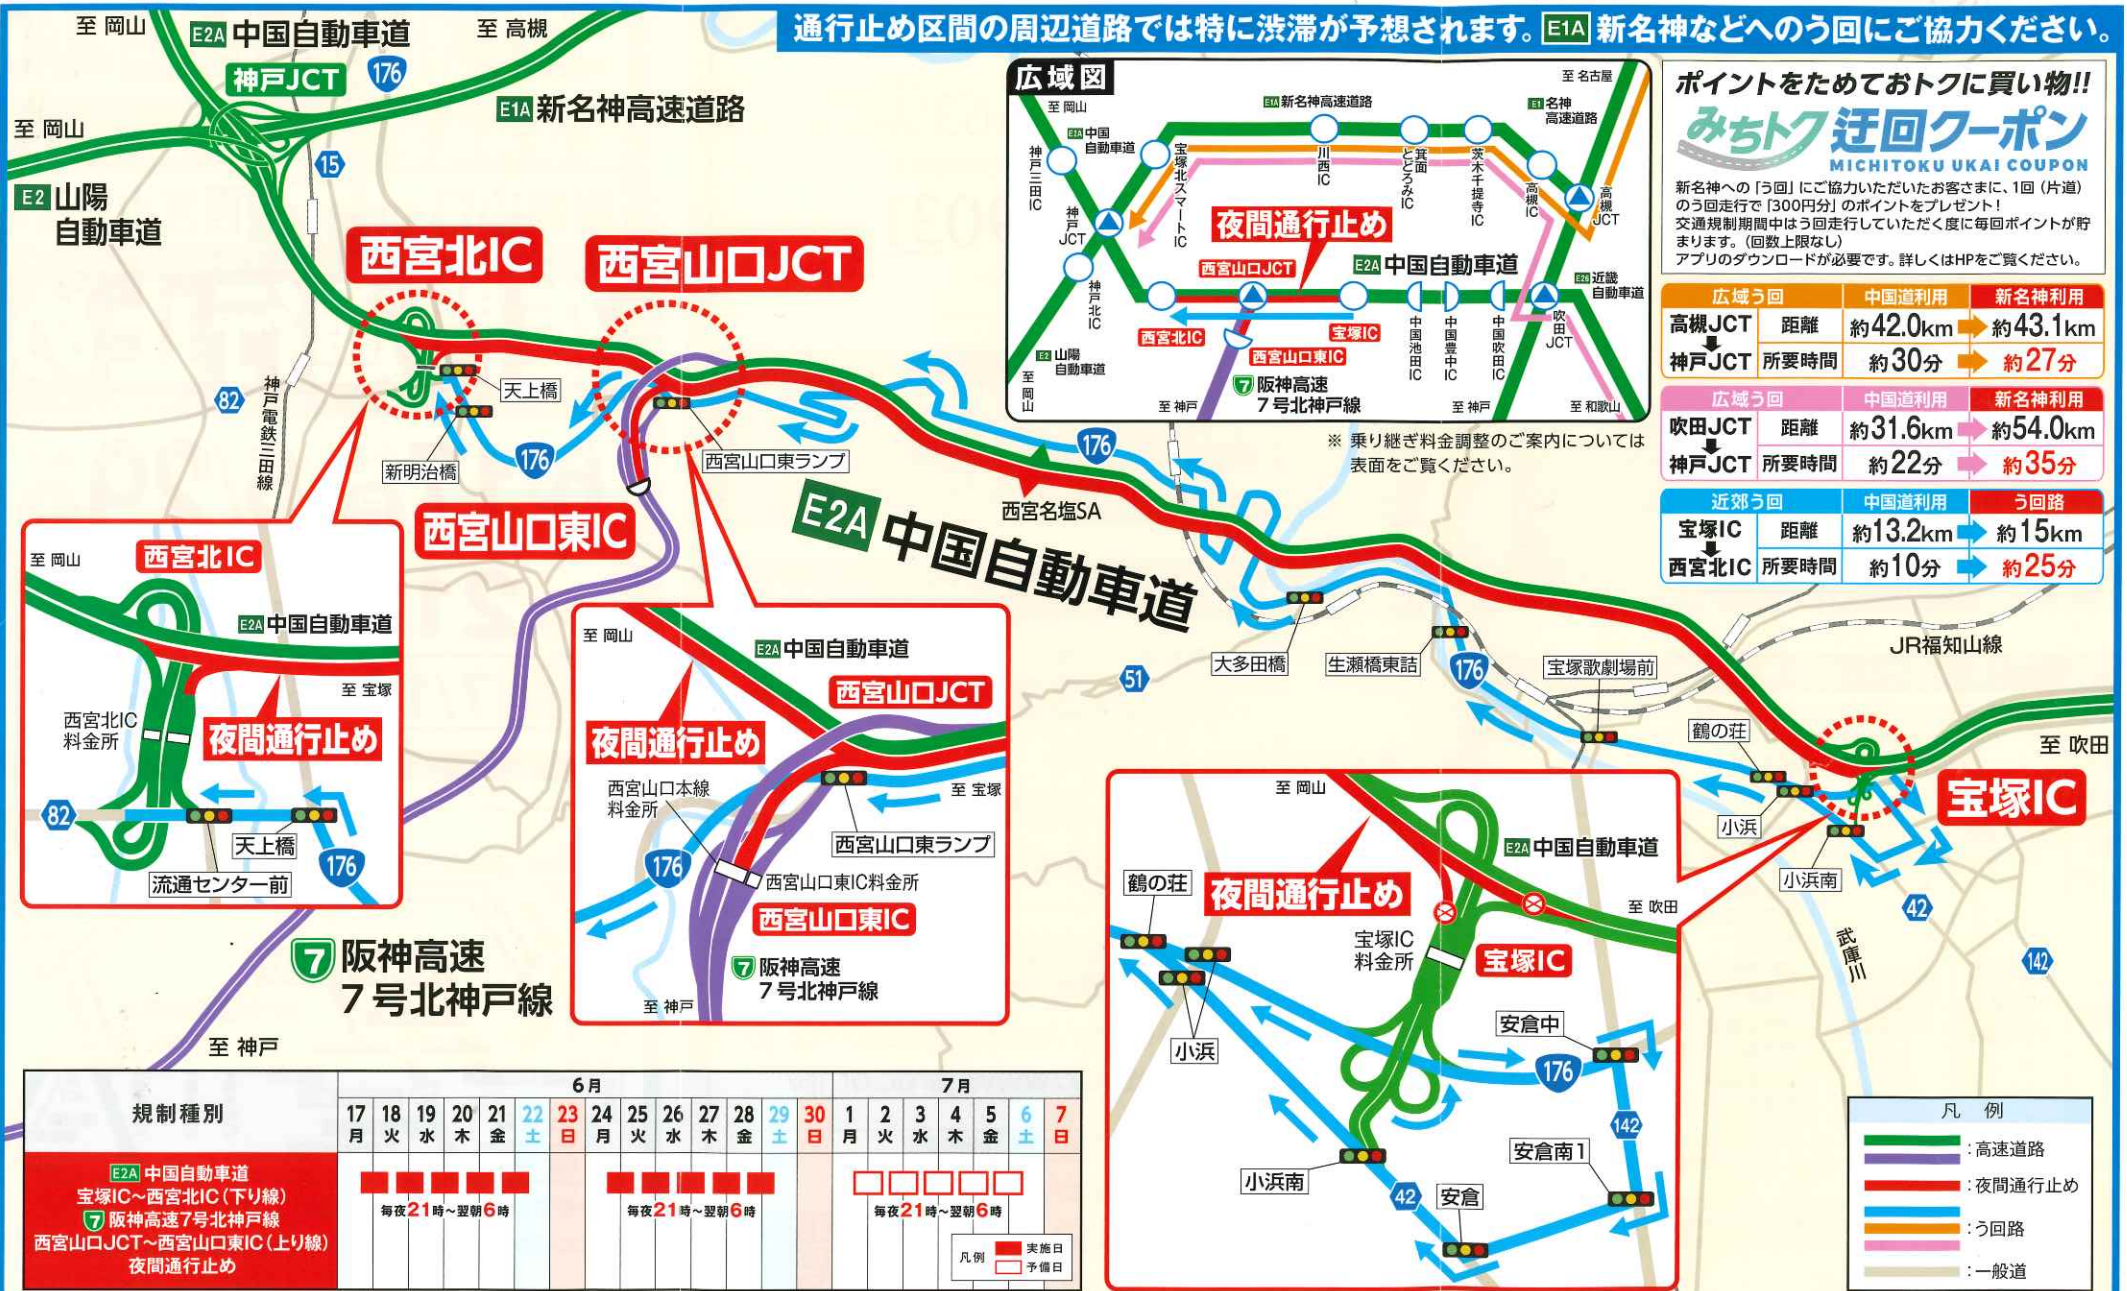 通行止め区間の周辺道路では特に渋滞が予想されます。E1A 新名神などへのう回にご協力ください。
至 岡山
E2A 中国自動車道
至 高槻
神戸JCT
176
E1A 新名神高速道路
至 岡山
15
E2 山陽
自動車道
西宮北IC
西宮山口JCT
82
神戸電鉄三田線
天上橋
新明治橋
176
西宮山口東ランプ
西宮山口東IC
176
西宮名塩SA
E2A 中国自動車道
大多田橋
生瀬橋東詰
51
176
宝塚歌劇場前
JR福知山線
鶴の荘
至 吹田
宝塚IC
小浜
小浜南
42
武庫川
142
7 阪神高速
7号北神戸線
至 神戸
広域図
至 名古屋
至 岡山
E1A 新名神高速道路
E1 名神
高速道路
E2A 中国
自動車道
神戸三田IC
宝塚北スマートIC
川西IC
箕面とどろみIC
茨木千提寺IC
高槻IC
高槻JCT
神戸JCT
夜間通行止め
西宮山口JCT
E2A 中国自動車道
E26 近畿
自動車道
神戸北IC
西宮北IC
宝塚IC
中国池田IC
中国豊中IC
中国吹田IC
吹田JCT
西宮山口東IC
E2 山陽
自動車道
7 阪神高速
7号北神戸線
至 岡山
至 神戸
至 神戸
至 和歌山
※ 乗り継ぎ料金調整のご案内については
表面をご覧ください。
ポイントをためておトクに買い物!!
みちトク 迂回クーポン
MICHITOKU UKAI COUPON
新名神への「う回」にご協力いただいたお客さまに、1回（片道）
のう回走行で「300円分」のポイントをプレゼント！
交通規制期間中はう回走行していただく度に毎回ポイントが貯
まります。（回数上限なし）
アプリのダウンロードが必要です。詳しくはHPをご覧ください。
広域う回 中国道利用 新名神利用
高槻JCT 距離 約42.0km 約43.1km
神戸JCT 所要時間 約30分 約27分
広域う回 中国道利用 新名神利用
吹田JCT 距離 約31.6km 約54.0km
神戸JCT 所要時間 約22分 約35分
近郊う回 中国道利用 う回路
宝塚IC 距離 約13.2km 約15km
西宮北IC 所要時間 約10分 約25分
至 岡山
西宮北IC
E2A 中国自動車道
至 宝塚
西宮北IC
料金所
夜間通行止め
82
天上橋
176
流通センター前
至 岡山
E2A 中国自動車道
西宮山口JCT
夜間通行止め
西宮山口本線
料金所
至 宝塚
西宮山口東ランプ
176
西宮山口東IC料金所
西宮山口東IC
7 阪神高速
7号北神戸線
至 神戸
至 岡山
E2A 中国自動車道
鶴の荘
夜間通行止め
至 吹田
宝塚IC
料金所
宝塚IC
小浜
安倉中
176
142
安倉南1
小浜南
42
安倉
規制種別
6月 7月
17 18 19 20 21 22 23 24 25 26 27 28 29 30 1 2 3 4 5 6 7
月 火 水 木 金 土 日 月 火 水 木 金 土 日 月 火 水 木 金 土 日
E2A 中国自動車道
宝塚IC～西宮北IC（下り線）
7 阪神高速7号北神戸線
西宮山口JCT～西宮山口東IC（上り線）
夜間通行止め
毎夜21時～翌朝6時
毎夜21時～翌朝6時
毎夜21時～翌朝6時
凡例
実施日
予備日
凡 例
：高速道路
：夜間通行止め
：う回路
：一般道